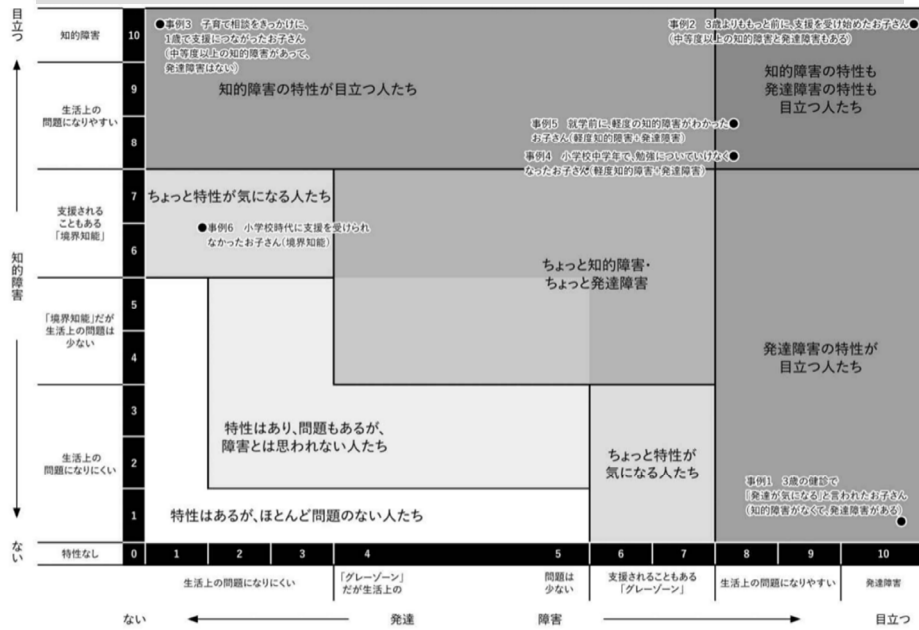 目立つ
知的障害
ない
知的障害
生活上の
問題になりやすい
支援される
こともある
「境界知能」
「境界知能」だが
生活上の問題は
少ない
生活上の
問題になりにくい
特性なし
10
9
8
7
6
5
4
3
2
1
0
●事例3 子育て相談をきっかけに、
1歳で支援につながったお子さん
(中等度以上の知的障害があって、
発達障害はない)
知的障害の特性が目立つ人たち
事例2 3歳よりももっと前に、支援を受け始めたお子さん●
(中等度以上の知的障害と発達障害もある)
知的障害の特性も
発達障害の特性も
目立つ人たち
事例5 就学前に、軽度の知的障害がわかった●
お子さん(軽度知的障害+発達障害)
事例4 小学校中学年で、勉強についていけなく●
なったお子さん(軽度知的障害+発達障害)
ちょっと特性が気になる人たち
●事例6 小学校時代に支援を受けられ
なかったお子さん(境界知能)
ちょっと知的障害・
ちょっと発達障害
発達障害の特性が
目立つ人たち
特性はあり、問題もあるが、
障害とは思われない人たち
ちょっと特性が
気になる人たち
特性はあるが、ほとんど問題のない人たち
事例1 3歳の健診で
「発達が気になる」と言われたお子さん
(知的障害がなくて、発達障害がある)
1 2 3 4 5 6 7 8 9 10
生活上の問題になりにくい
「グレーゾーン」
だが生活上の
問題は
少ない
支援されることもある
「グレーゾーン」
生活上の問題になりやすい
発達障害
ない 発達 障害 目立つ